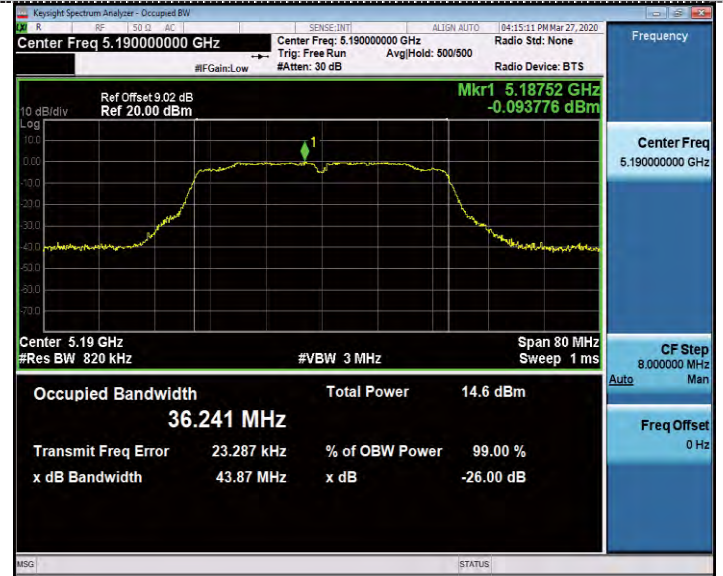 Keysight Spectrum Analyzer - Occupied BW
R RF 50 Ω AC SENSE:INT ALIGN AUTO 04:15:11 PM Mar 27, 2020
Center Freq 5.190000000 GHz
Center Freq: 5.190000000 GHz
Radio Std: None
Trig: Free Run Avg|Hold: 500/500
#IFGain:Low
#Atten: 30 dB
Radio Device: BTS
Frequency
Mkr1 5.18752 GHz
-0.093776 dBm
Ref Offset 9.02 dB
10 dB/div Ref 20.00 dBm
Log
10.0
0.00
-10.0
-20.0
-30.0
-40.0
-50.0
-60.0
-70.0
1
Center Freq
5.190000000 GHz
Center 5.19 GHz
Span 80 MHz
#Res BW 820 kHz
#VBW 3 MHz
Sweep 1 ms
CF Step
8.000000 MHz
Auto Man
Occupied Bandwidth
36.241 MHz
Total Power 14.6 dBm
Transmit Freq Error 23.287 kHz
% of OBW Power 99.00 %
x dB Bandwidth 43.87 MHz
x dB -26.00 dB
Freq Offset
0 Hz
MSG
STATUS